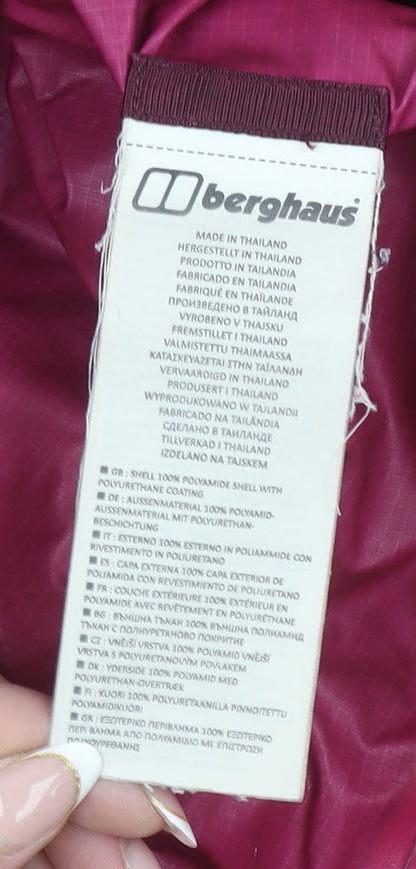 berghaus
MADE IN THAILAND
HERGESTELLT IN THAILAND
PRODOTTO IN TAILANDIA
FABRICADO EN TAILANDIA
FABRIQUÉ EN THAÏLANDE
ПРОИЗВЕДЕНО В ТАЙЛАНД
VYROBENO V THAJSKU
FREMSTILLET I THAILAND
VALMISTETTU THAIMAASSA
ΚΑΤΑΣΚΕΥΑΖΕΤΑΙ ΣΤΗΝ ΤΑΪΛΑΝΔΗ
VERVAARDIGD IN THAILAND
PRODUSERT I THAILAND
WYPRODUKOWANO W TAJLANDII
FABRICADO NA TAILÂNDIA
СДЕЛАНО В ТАИЛАНДЕ
TILLVERKAD I THAILAND
IZDELANO NA TAJSKEM
GB : SHELL 100% POLYAMIDE SHELL WITH
POLYURETHANE COATING
DE : AUSSENMATERIAL 100% POLYAMID-
AUSSENMATERIAL MIT POLYURETHAN-
BESCHICHTUNG
IT : ESTERNO 100% ESTERNO IN POLIAMMIDE CON
RIVESTIMENTO IN POLIURETANO
ES : CAPA EXTERNA 100% CAPA EXTERIOR DE
POLIAMIDA CON REVESTIMIENTO DE POLIURETANO
FR : COUCHE EXTÉRIEURE 100% EXTÉRIEUR EN
POLYAMIDE AVEC REVÊTEMENT EN POLYURÉTHANE
BG : ВЪНШНА ТЪКАН 100% ВЪНШНА ПОЛИАМИД
ТЪКАН С ПОЛИУРЕТАНОВО ПОКРИТИЕ
CZ : VNĚJŠÍ VRSTVA 100% POLYAMID VNĚJŠÍ
VRSTVA S POLYURETANOVÝM POVLAKEM
DK : YDERSIDE 100% POLYAMID MED
POLYURETHAN-OVERTRÆK
FI : KUORI 100% POLYURETAANILLA PINNOITETTU
POLYAMIDIKUORI
GR : ΕΞΩΤΕΡΙΚΟ ΠΕΡΙΒΛΗΜΑ 100% ΕΞΩΤΕΡΙΚΟ
ΠΕΡΙΒΛΗΜΑ ΑΠΟ ΠΟΛΥΑΜΙΔΙΟ ΜΕ ΕΠΙΣΤΡΩΣΗ
ΠΟΛΥΟΥΡΕΘΑΝΗΣ